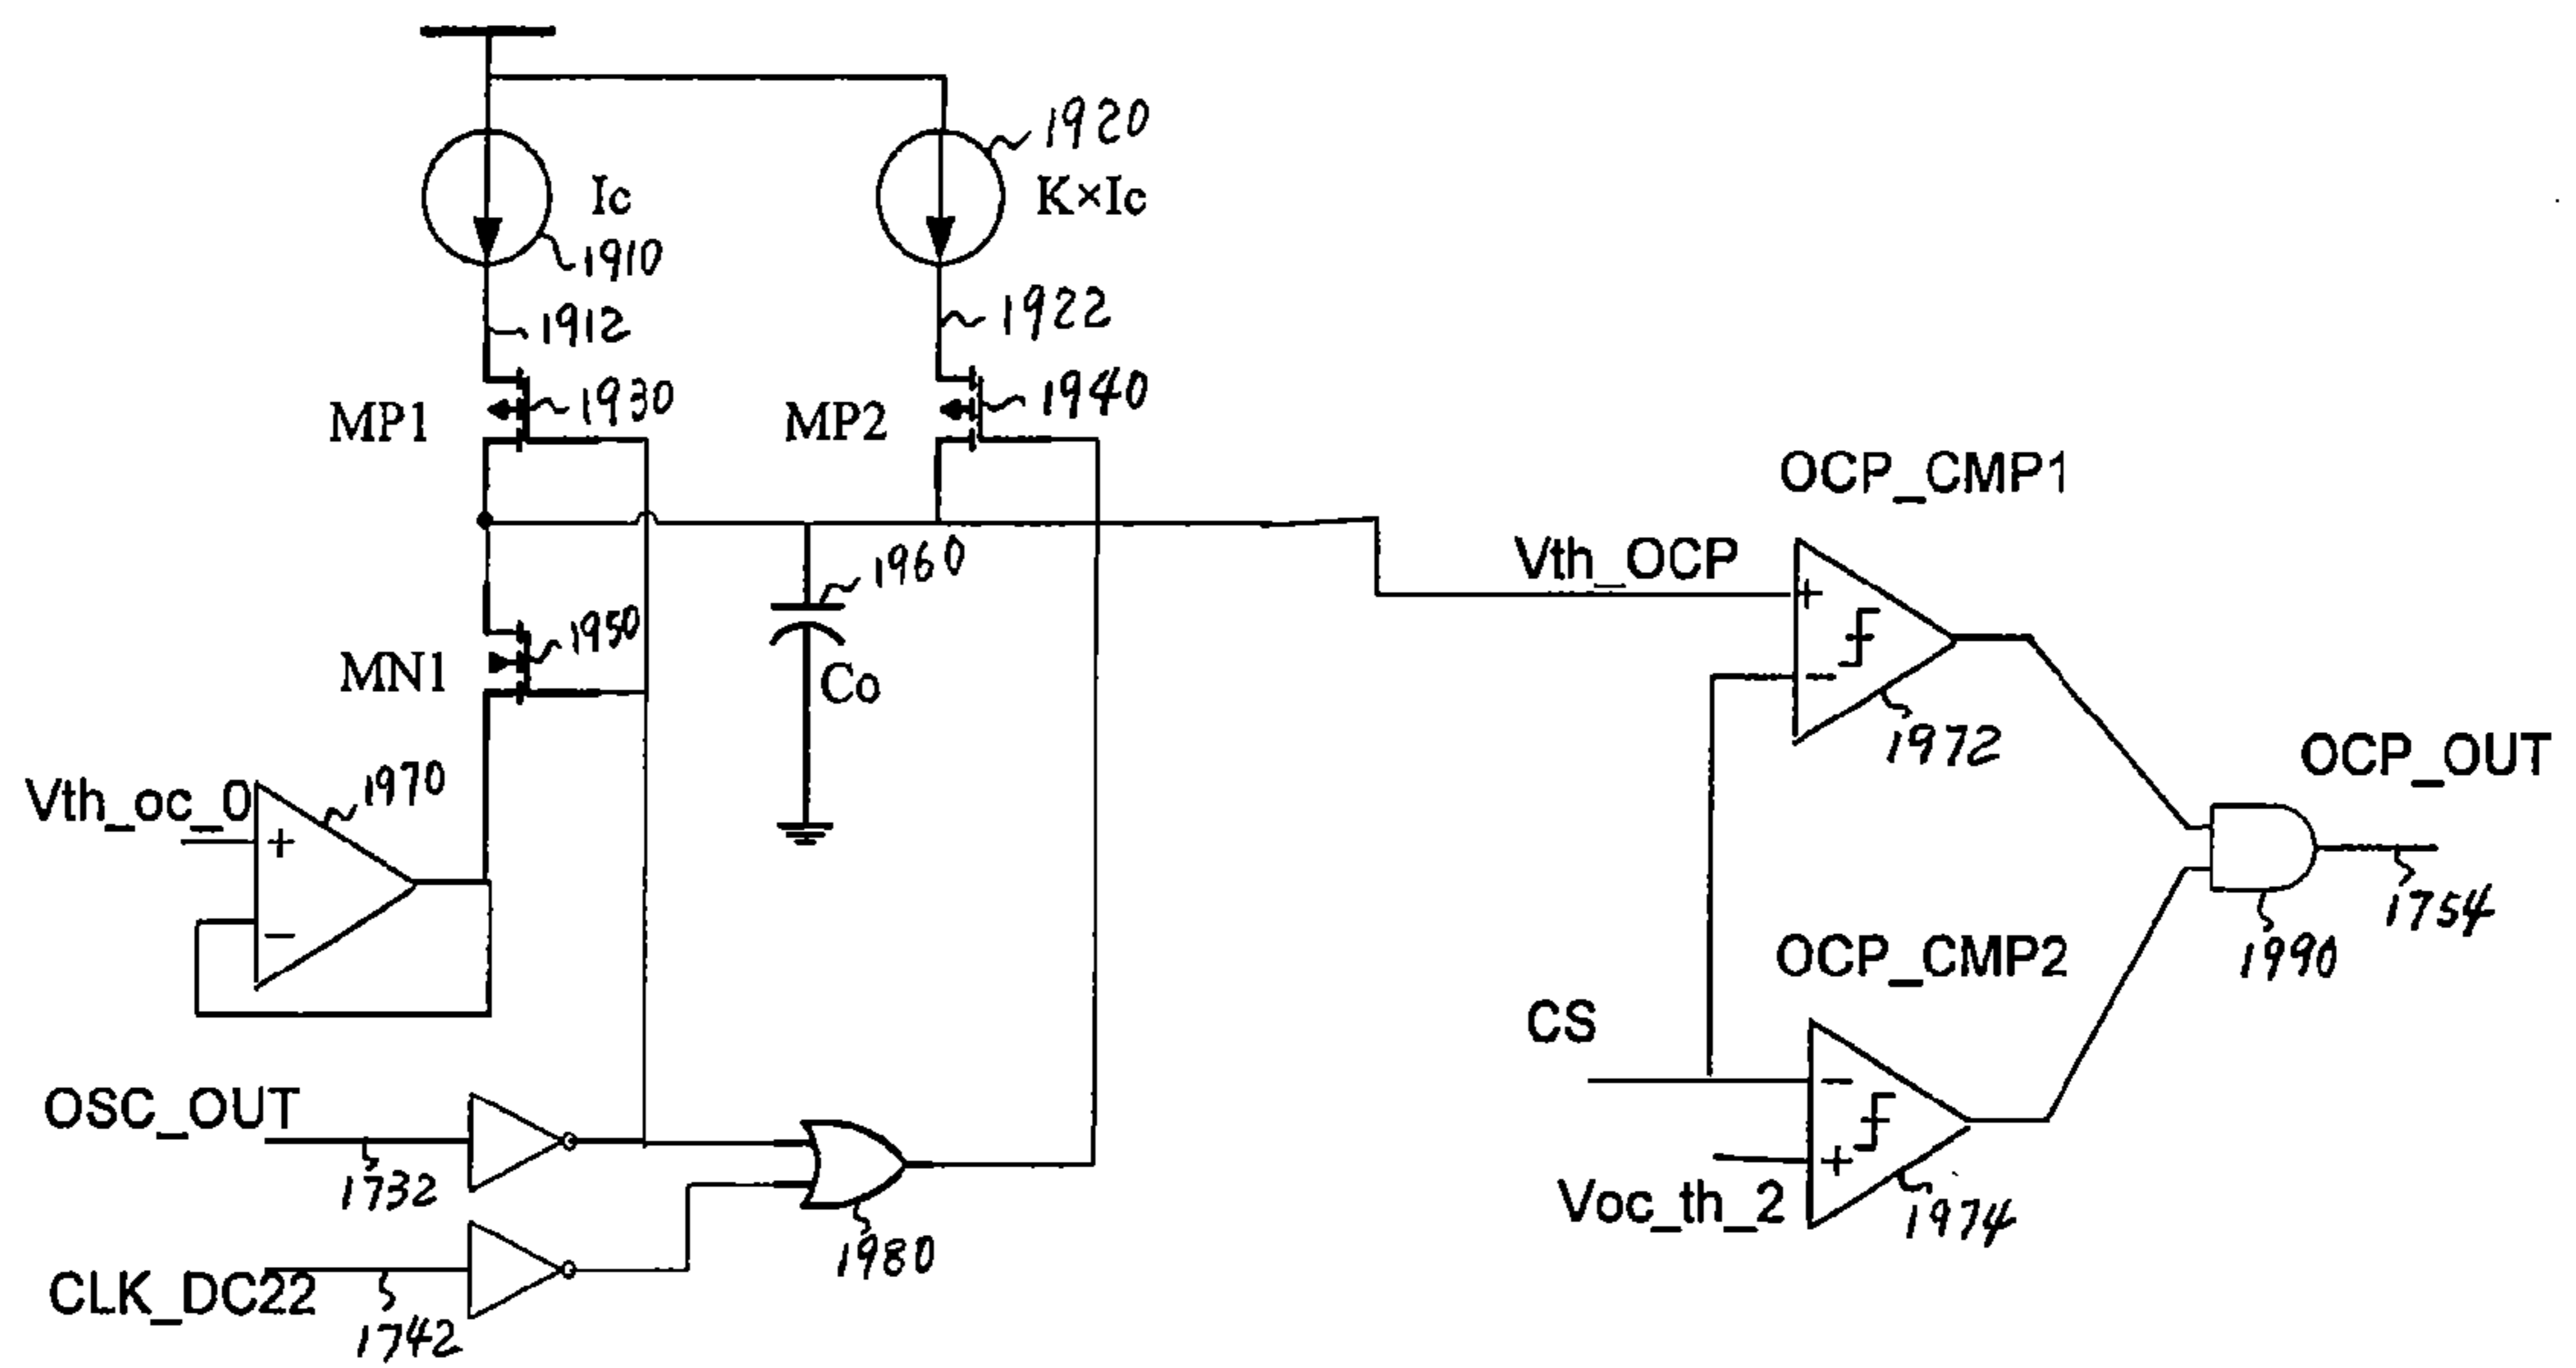 1920
Ic
K×Ic
1910
1912
1922
MP1
1930
MP2
1940
OCP_CMP1
Vth_OCP
+
-
1960
1950
MN1
Co
1972
OCP_OUT
Vth_oc_0
1970
+
-
1754
1990
OCP_CMP2
CS
-
+
OSC_OUT
1732
Voc_th_2
1974
1980
CLK_DC22
1742